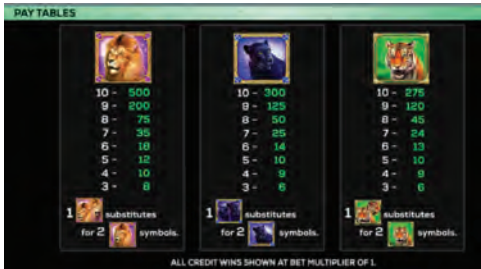 PAY TABLES
10 - 500
9 - 200
8 - 75
7 - 35
6 - 18
5 - 12
4 - 10
3 - 8
1 substitutes
for 2 symbols.
10 - 300
9 - 125
8 - 50
7 - 25
6 - 14
5 - 10
4 - 9
3 - 6
1 substitutes
for 2 symbols.
10 - 275
9 - 120
8 - 45
7 - 24
6 - 13
5 - 10
4 - 9
3 - 6
1 substitutes
for 2 symbols.
ALL CREDIT WINS SHOWN AT BET MULTIPLIER OF 1.